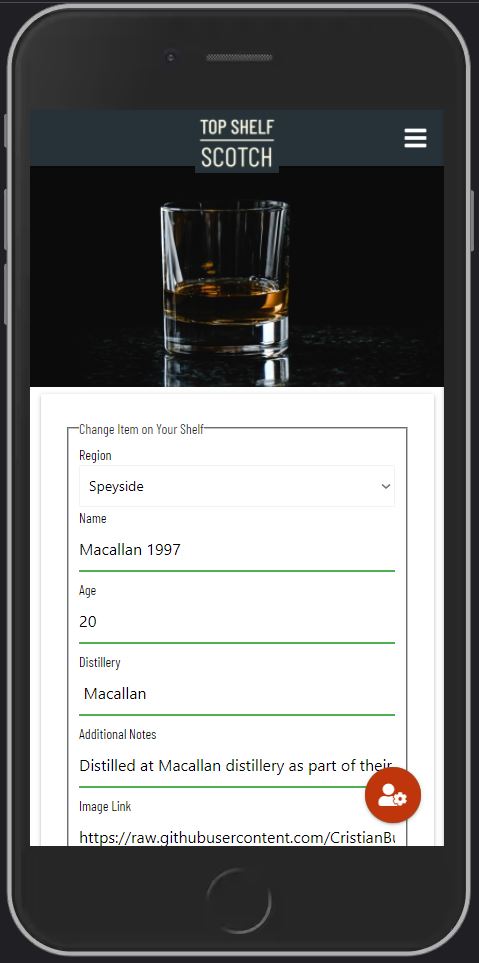 TOP SHELF
SCOTCH
Change Item on Your Shelf
Region
Speyside
Name
Macallan 1997
Age
20
Distillery
Macallan
Additional Notes
Distilled at Macallan distillery as part of their
Image Link
https://raw.githubusercontent.com/CristianBu